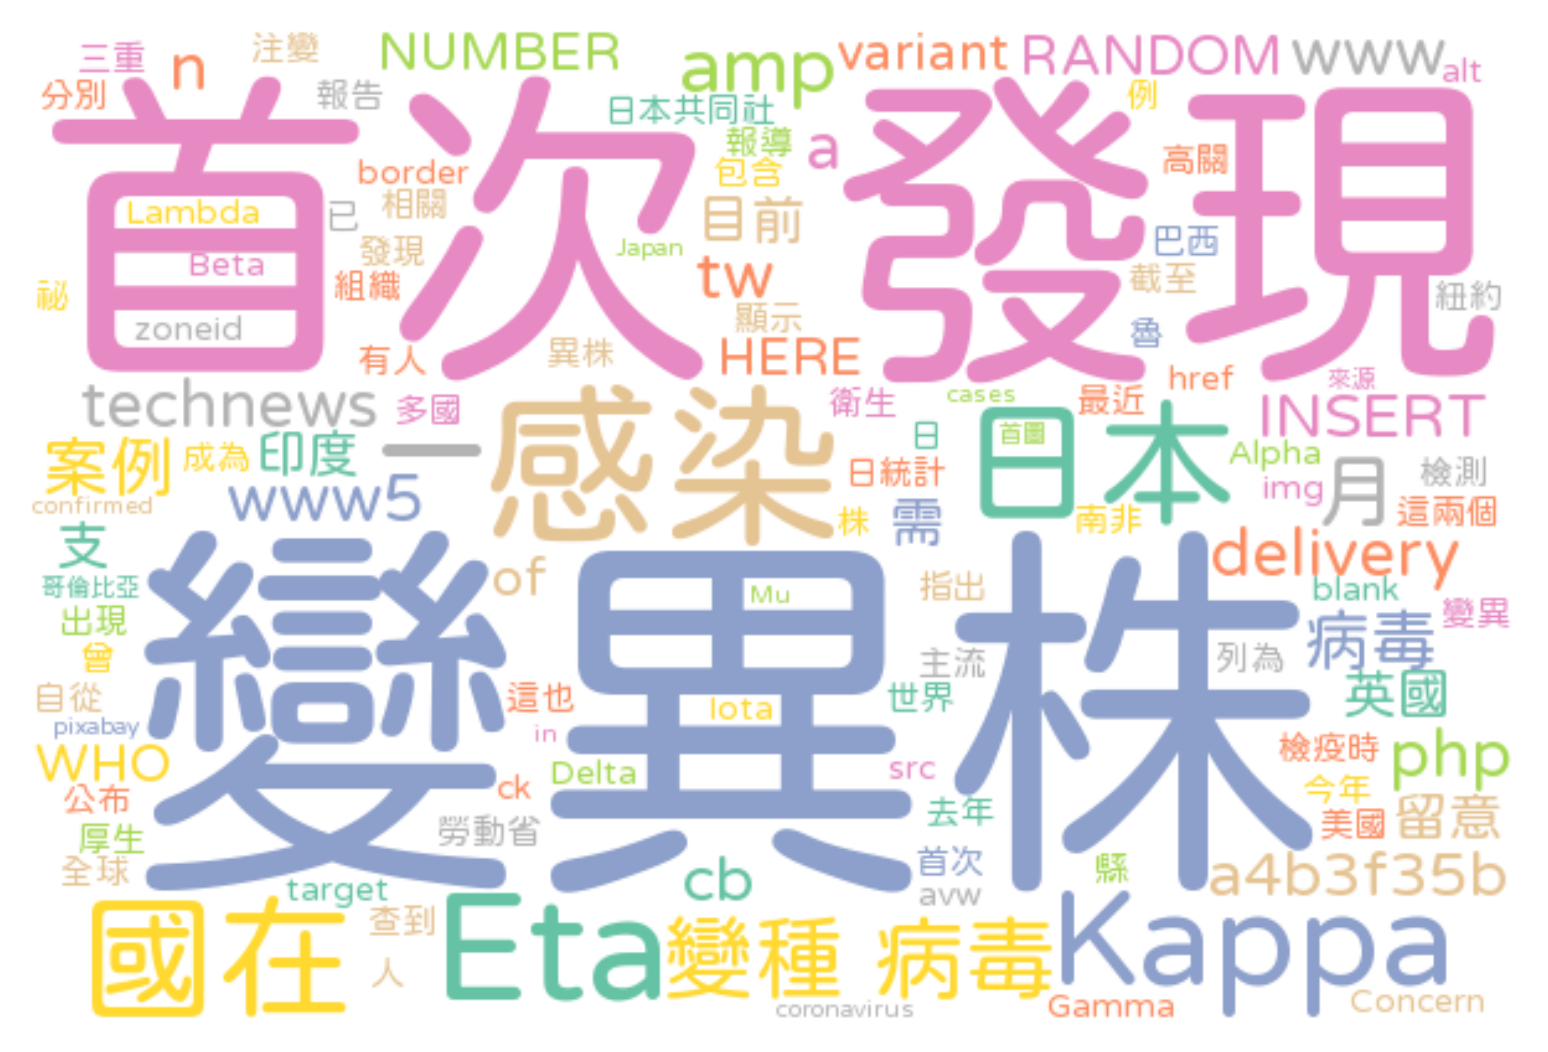 三重 n 注變 NUMBER amp variant RANDOM www alt
分別 報告 日本共同社 例
首次 發現
報導 a
border 包含 高關
Lambda 已 相關 目前 巴西
發現 Japan
Beta tw 截至
祕 組織 紐約
zoneid 顯示 魯
有人 異株 HERE
technews 多國 感染 衛生 cases 最近 href 來源
日 首圖 日本 INSERT
案例 成為 印度 一 Alpha
日統計 img 月 檢測
confirmed www5 株 需 南非 這兩個
支 delivery
哥倫比亞 of Mu 指出 blank
出現 病毒 變異
變異株
曾 主流 列為
自從 這也 世界 英國
pixabay in Iota
WHO Delta src 檢疫時 php
公布 ck 今年
厚生 勞動省 去年 美國 留意
全球 首次 縣
target cb avw a4b3f35b
國在 查到 Eta 變種 病毒 Kappa
人
coronavirus Gamma Concern